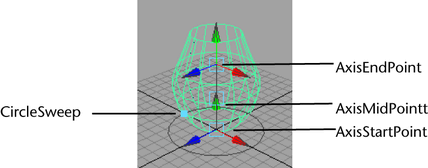 AxisEndPoint
AxisMidPointt
CircleSweep
AxisStartPoint